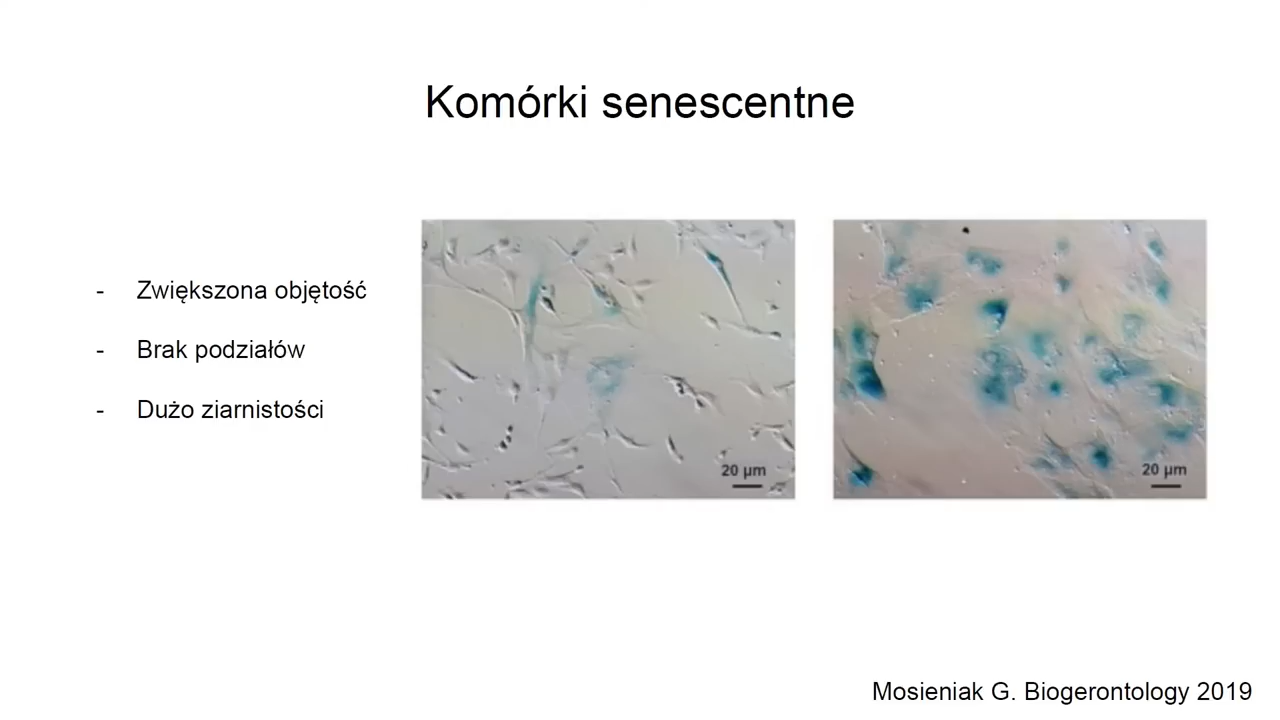 Komórki senescentne
- Zwiększona objętość
- Brak podziałów
- Dużo ziarnistości
20 µm
20 µm
Mosieniak G. Biogerontology 2019